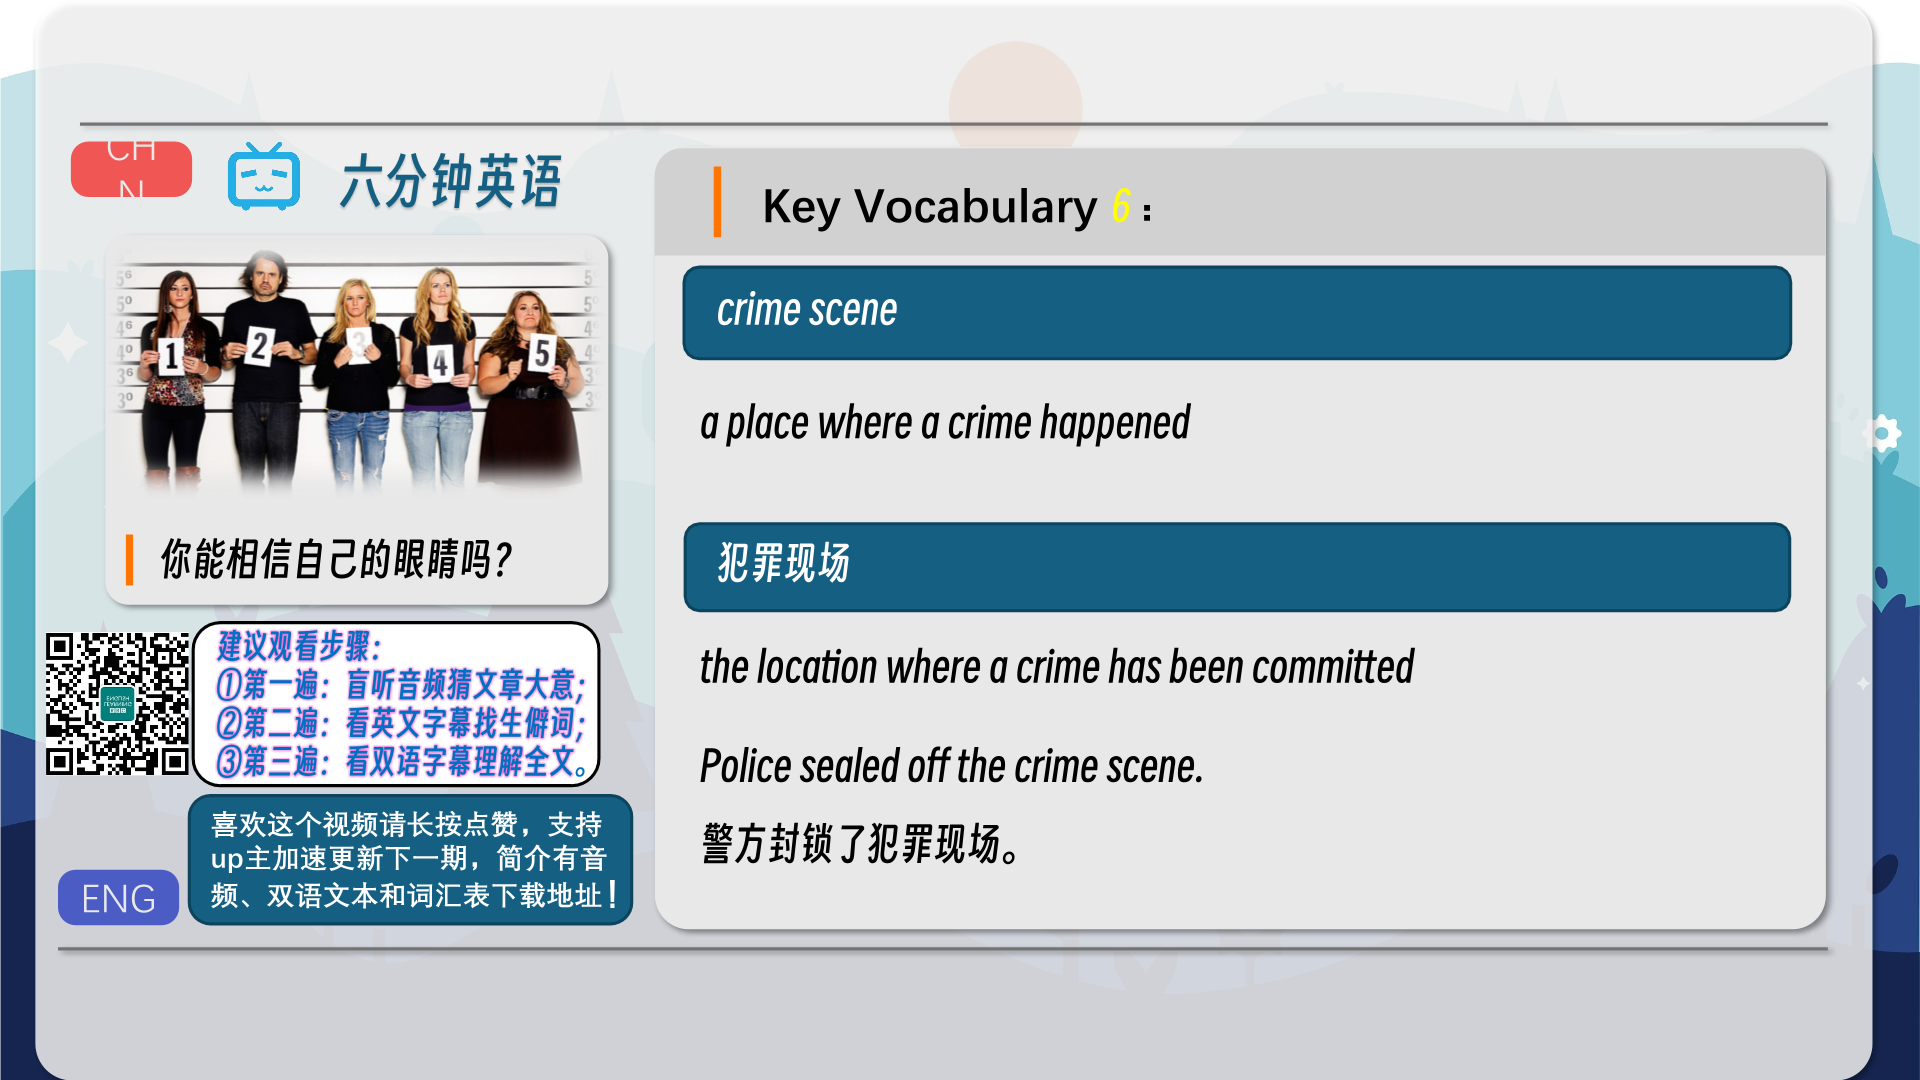 CH
N
六分钟英语
1
2
3
4
5
你能相信自己的眼睛吗？
建议观看步骤：
①第一遍：盲听音频猜文章大意；
②第二遍：看英文字幕找生僻词；
③第三遍：看双语字幕理解全文。
喜欢这个视频请长按点赞，支持
up主加速更新下一期，简介有音
频、双语文本和词汇表下载地址！
ENG
Key Vocabulary 6：
crime scene
a place where a crime happened
犯罪现场
the location where a crime has been committed
Police sealed off the crime scene.
警方封锁了犯罪现场。